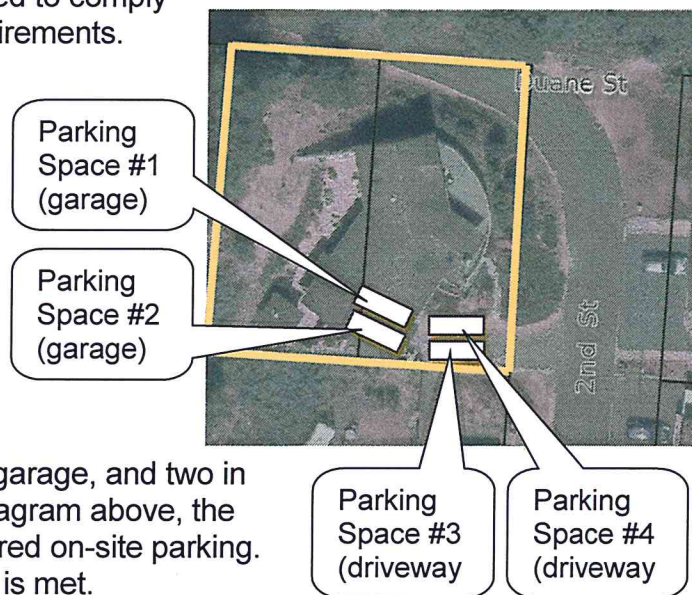 ed to comply
irements.
Duane St
Parking
Space #1
(garage)
Parking
Space #2
(garage)
2nd St
garage, and two in
agram above, the
red on-site parking.
is met.
Parking
Space #3
(driveway
Parking
Space #4
(driveway